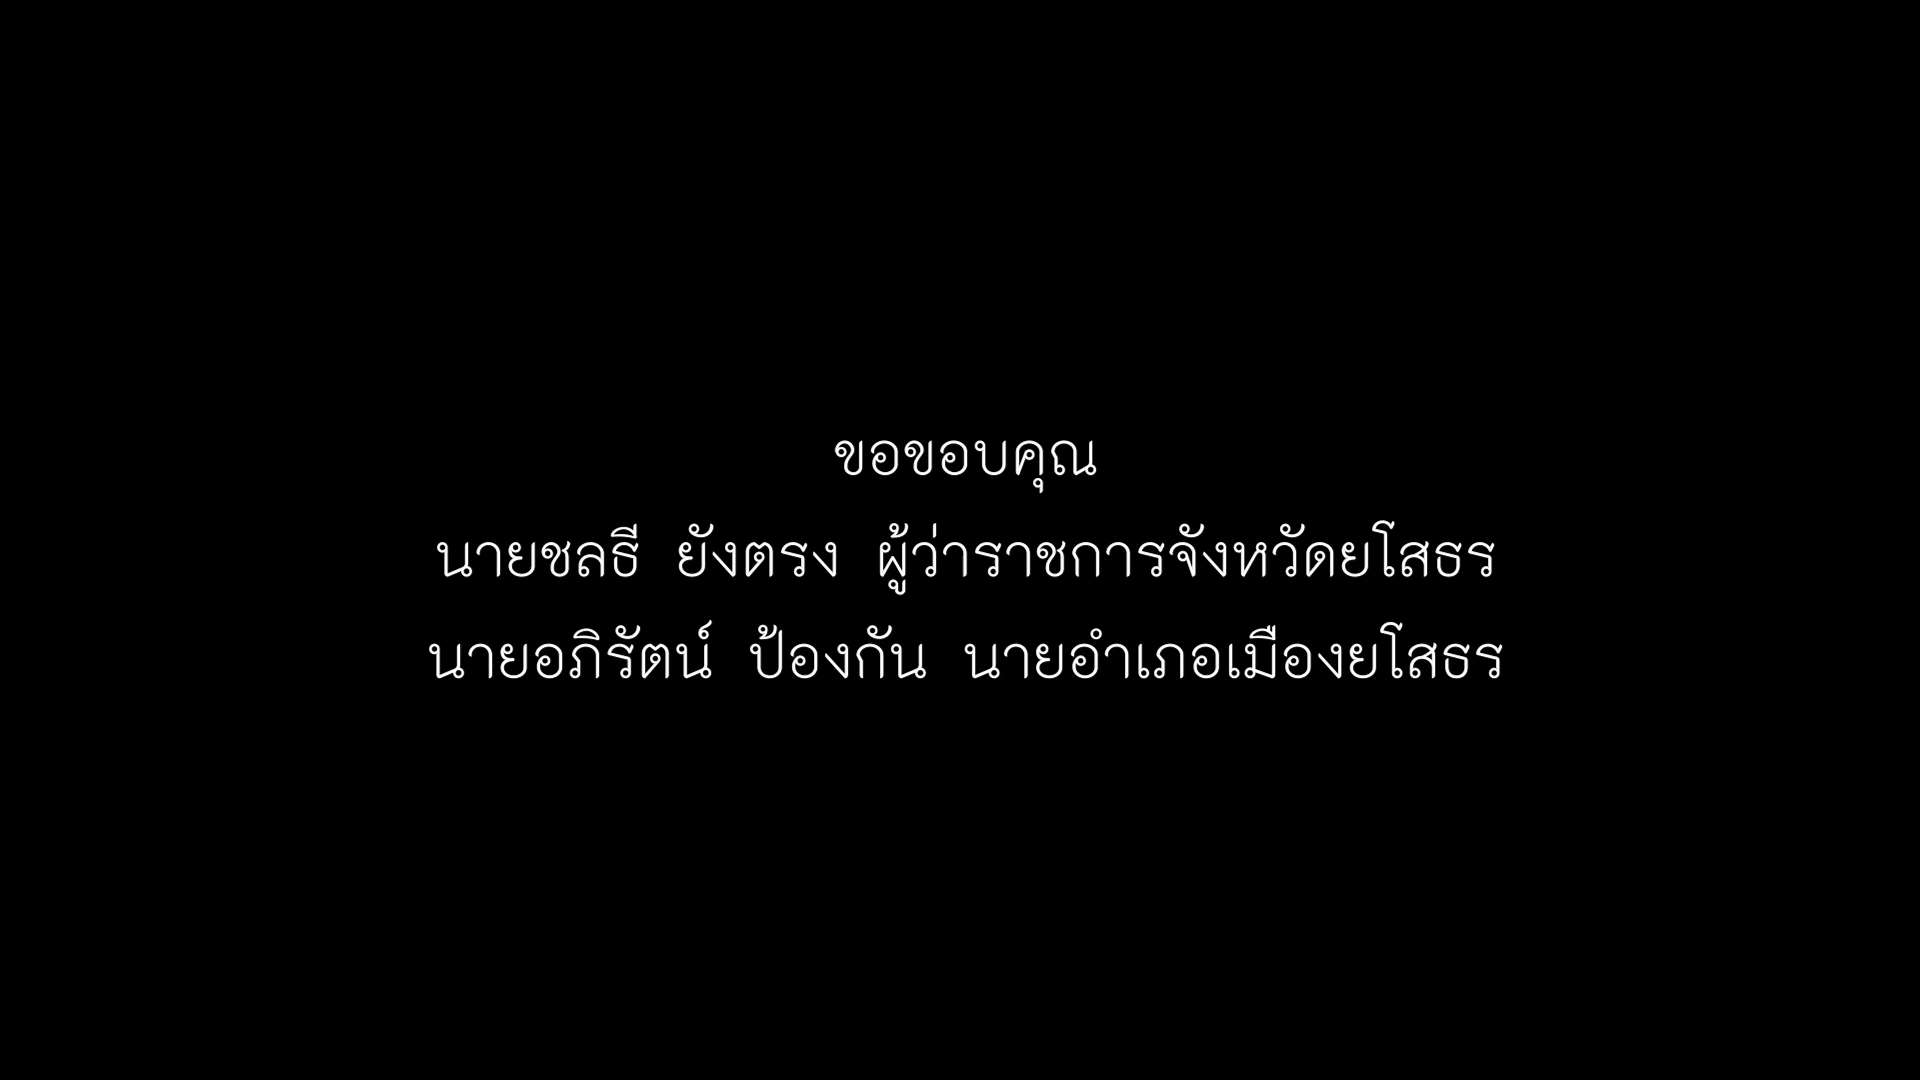 ขอขอบคุณ
นายชลธี ยังตรง ผู้ว่าราชการจังหวัดยโสธร
นายอภิรัตน์ ป้องกัน นายอำเภอเมืองยโสธร